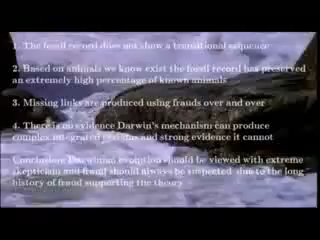 1. The fossil record does not show a transitional sequence
2. Based on animals we know exist the fossil record has preserved
an extremely high percentage of known animals
3. Missing links are produced using frauds over and over
4. There is no evidence Darwin's mechanism can produce
complex integrated systems and strong evidence it cannot
Conclusion: Darwinian evolution should be viewed with extreme
skepticism and fraud should always be suspected due to the long
history of fraud supporting the theory